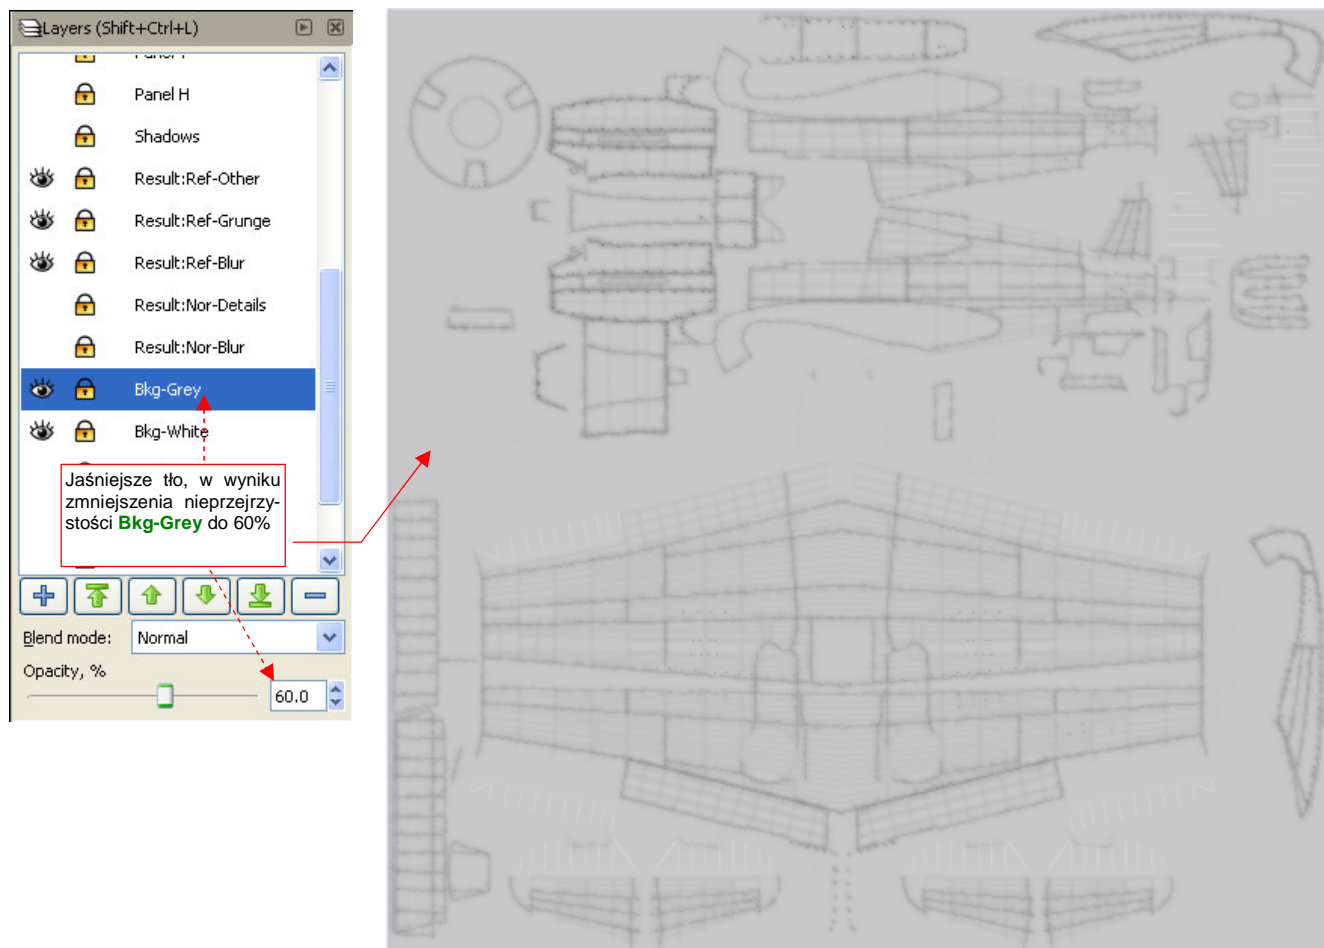 Layers (Shift+Ctrl+L)
Panel H
Shadows
Result:Ref-Other
Result:Ref-Grunge
Result:Ref-Blur
Result:Nor-Details
Result:Nor-Blur
Bkg-Grey
Bkg-White
Jaśniejsze tło, w wyniku
zmniejszenia nieprzejrzy-
stości Bkg-Grey do 60%
Blend mode: Normal
Opacity, %
60.0